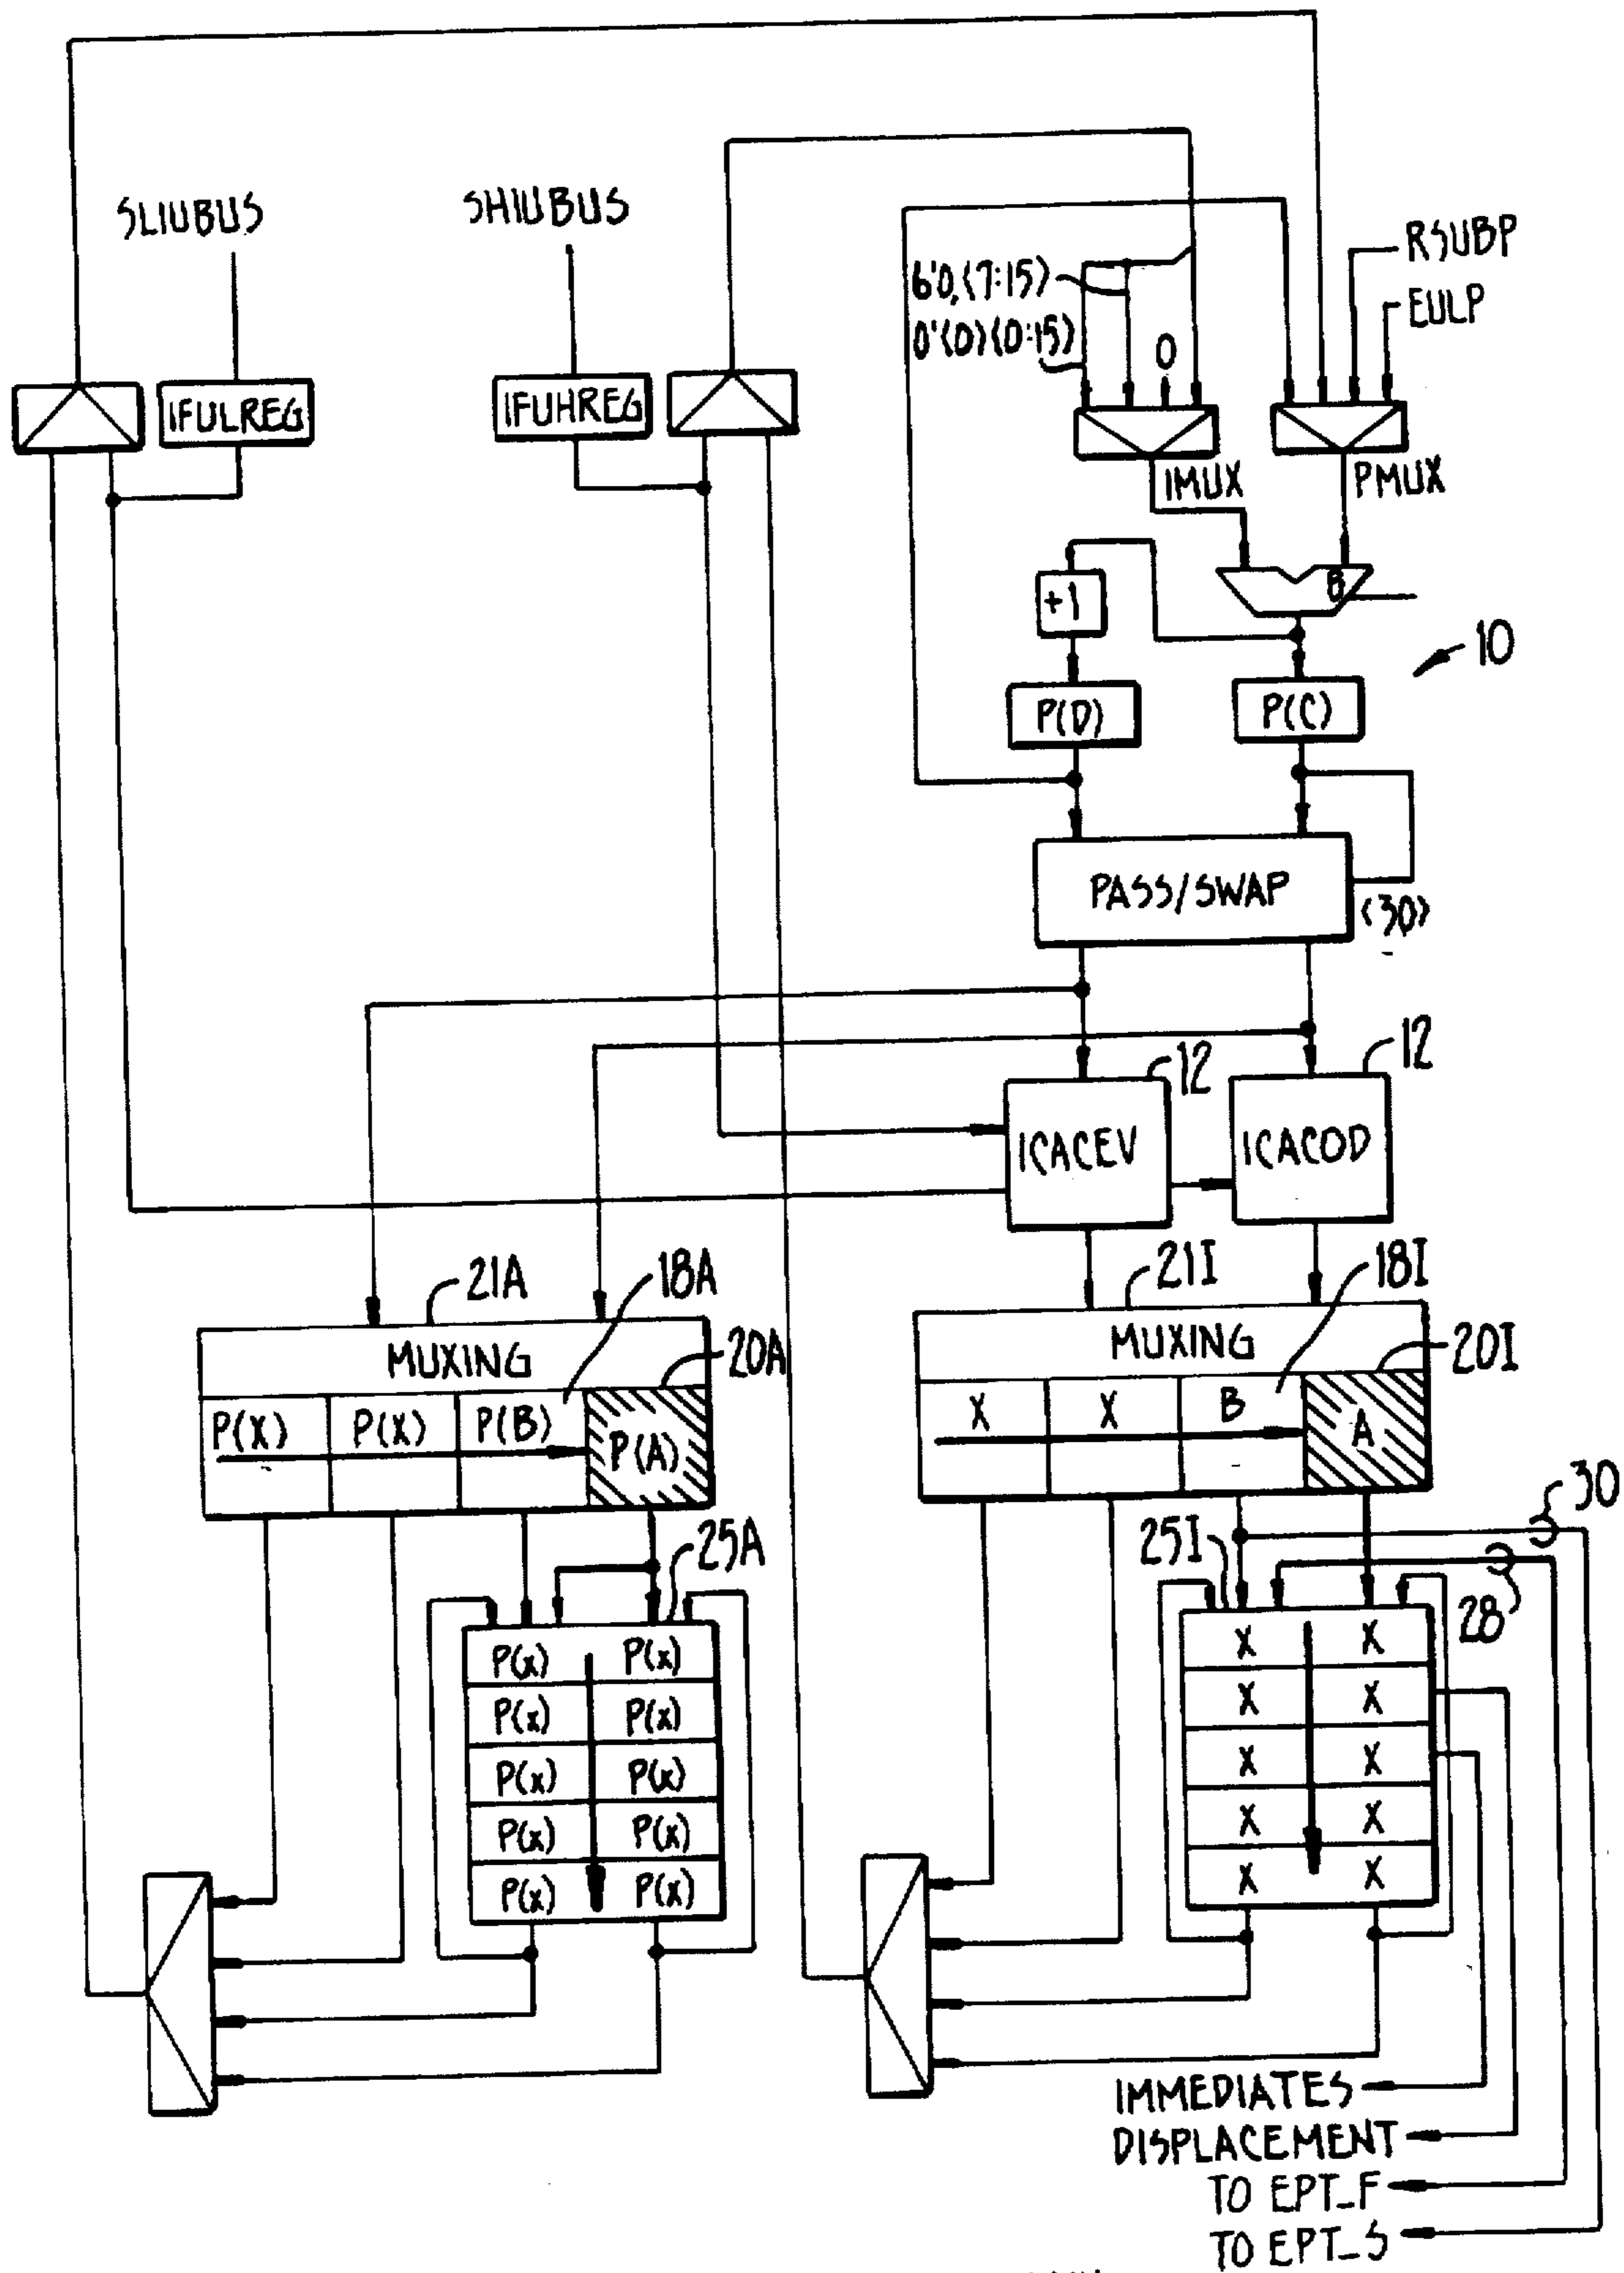 SLIUBUS
SHIUBUS
RSUBP
6'0,⟨7:15⟩
EULP
0'⟨0⟩⟨0:15⟩
0
IFULREG
IFUHREG
IMUX
PMUX
+1
B
10
P(D)
P(C)
PASS/SWAP
⟨30⟩
12
12
ICACEV
ICACOD
21A
18A
21I
18I
MUXING
20A
MUXING
20I
P(X) P(X) P(B) P(A)
X X B A
30
25A
25I
28
P(x) P(x)
P(x) P(x)
P(x) P(x)
P(x) P(x)
P(x) P(x)
X X
X X
X X
X X
X X
IMMEDIATES
DISPLACEMENT
TO EPT_F
TO EPT_S